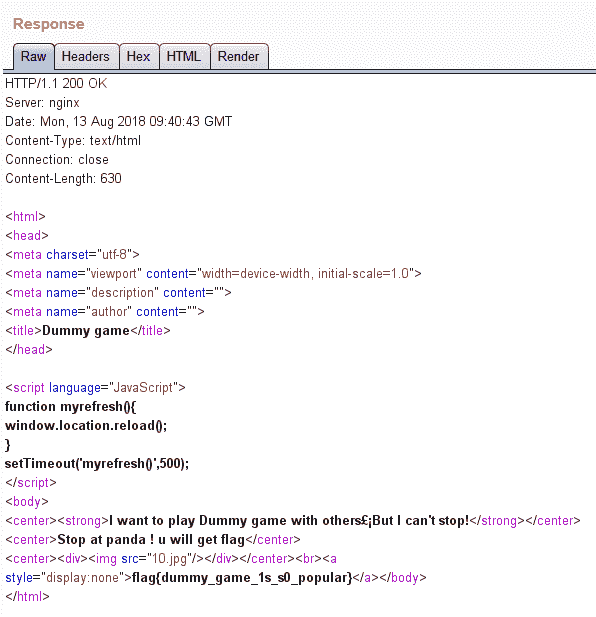 Response
Raw Headers Hex HTML Render
HTTP/1.1 200 OK
Server: nginx
Date: Mon, 13 Aug 2018 09:40:43 GMT
Content-Type: text/html
Connection: close
Content-Length: 630
<html>
<head>
<meta charset="utf-8">
<meta name="viewport" content="width=device-width, initial-scale=1.0">
<meta name="description" content="">
<meta name="author" content="">
<title>Dummy game</title>
</head>
<script language="JavaScript">
function myrefresh(){
window.location.reload();
}
setTimeout('myrefresh()',500);
</script>
<body>
<center><strong>I want to play Dummy game with others£¡But I can't stop!</strong></center>
<center>Stop at panda ! u will get flag</center>
<center><div><img src="10.jpg"/></div></center><br><a
style="display:none">flag{dummy_game_1s_s0_popular}</a></body>
</html>